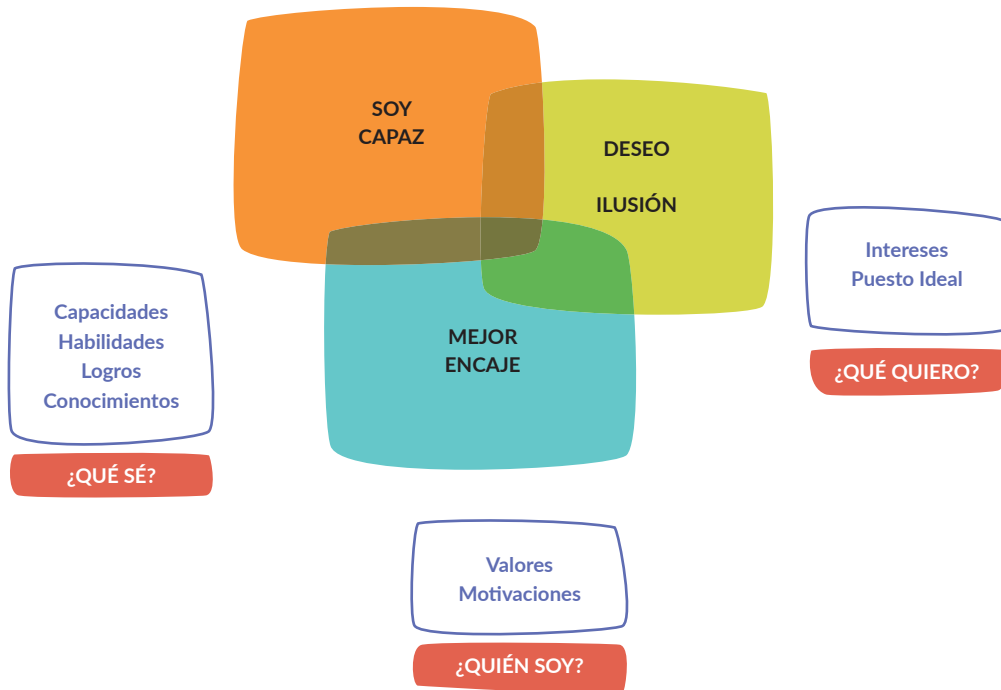 SOY
CAPAZ
DESEO
ILUSIÓN
MEJOR
ENCAJE
Capacidades
Habilidades
Logros
Conocimientos
¿QUÉ SÉ?
Intereses
Puesto Ideal
¿QUÉ QUIERO?
Valores
Motivaciones
¿QUIÉN SOY?